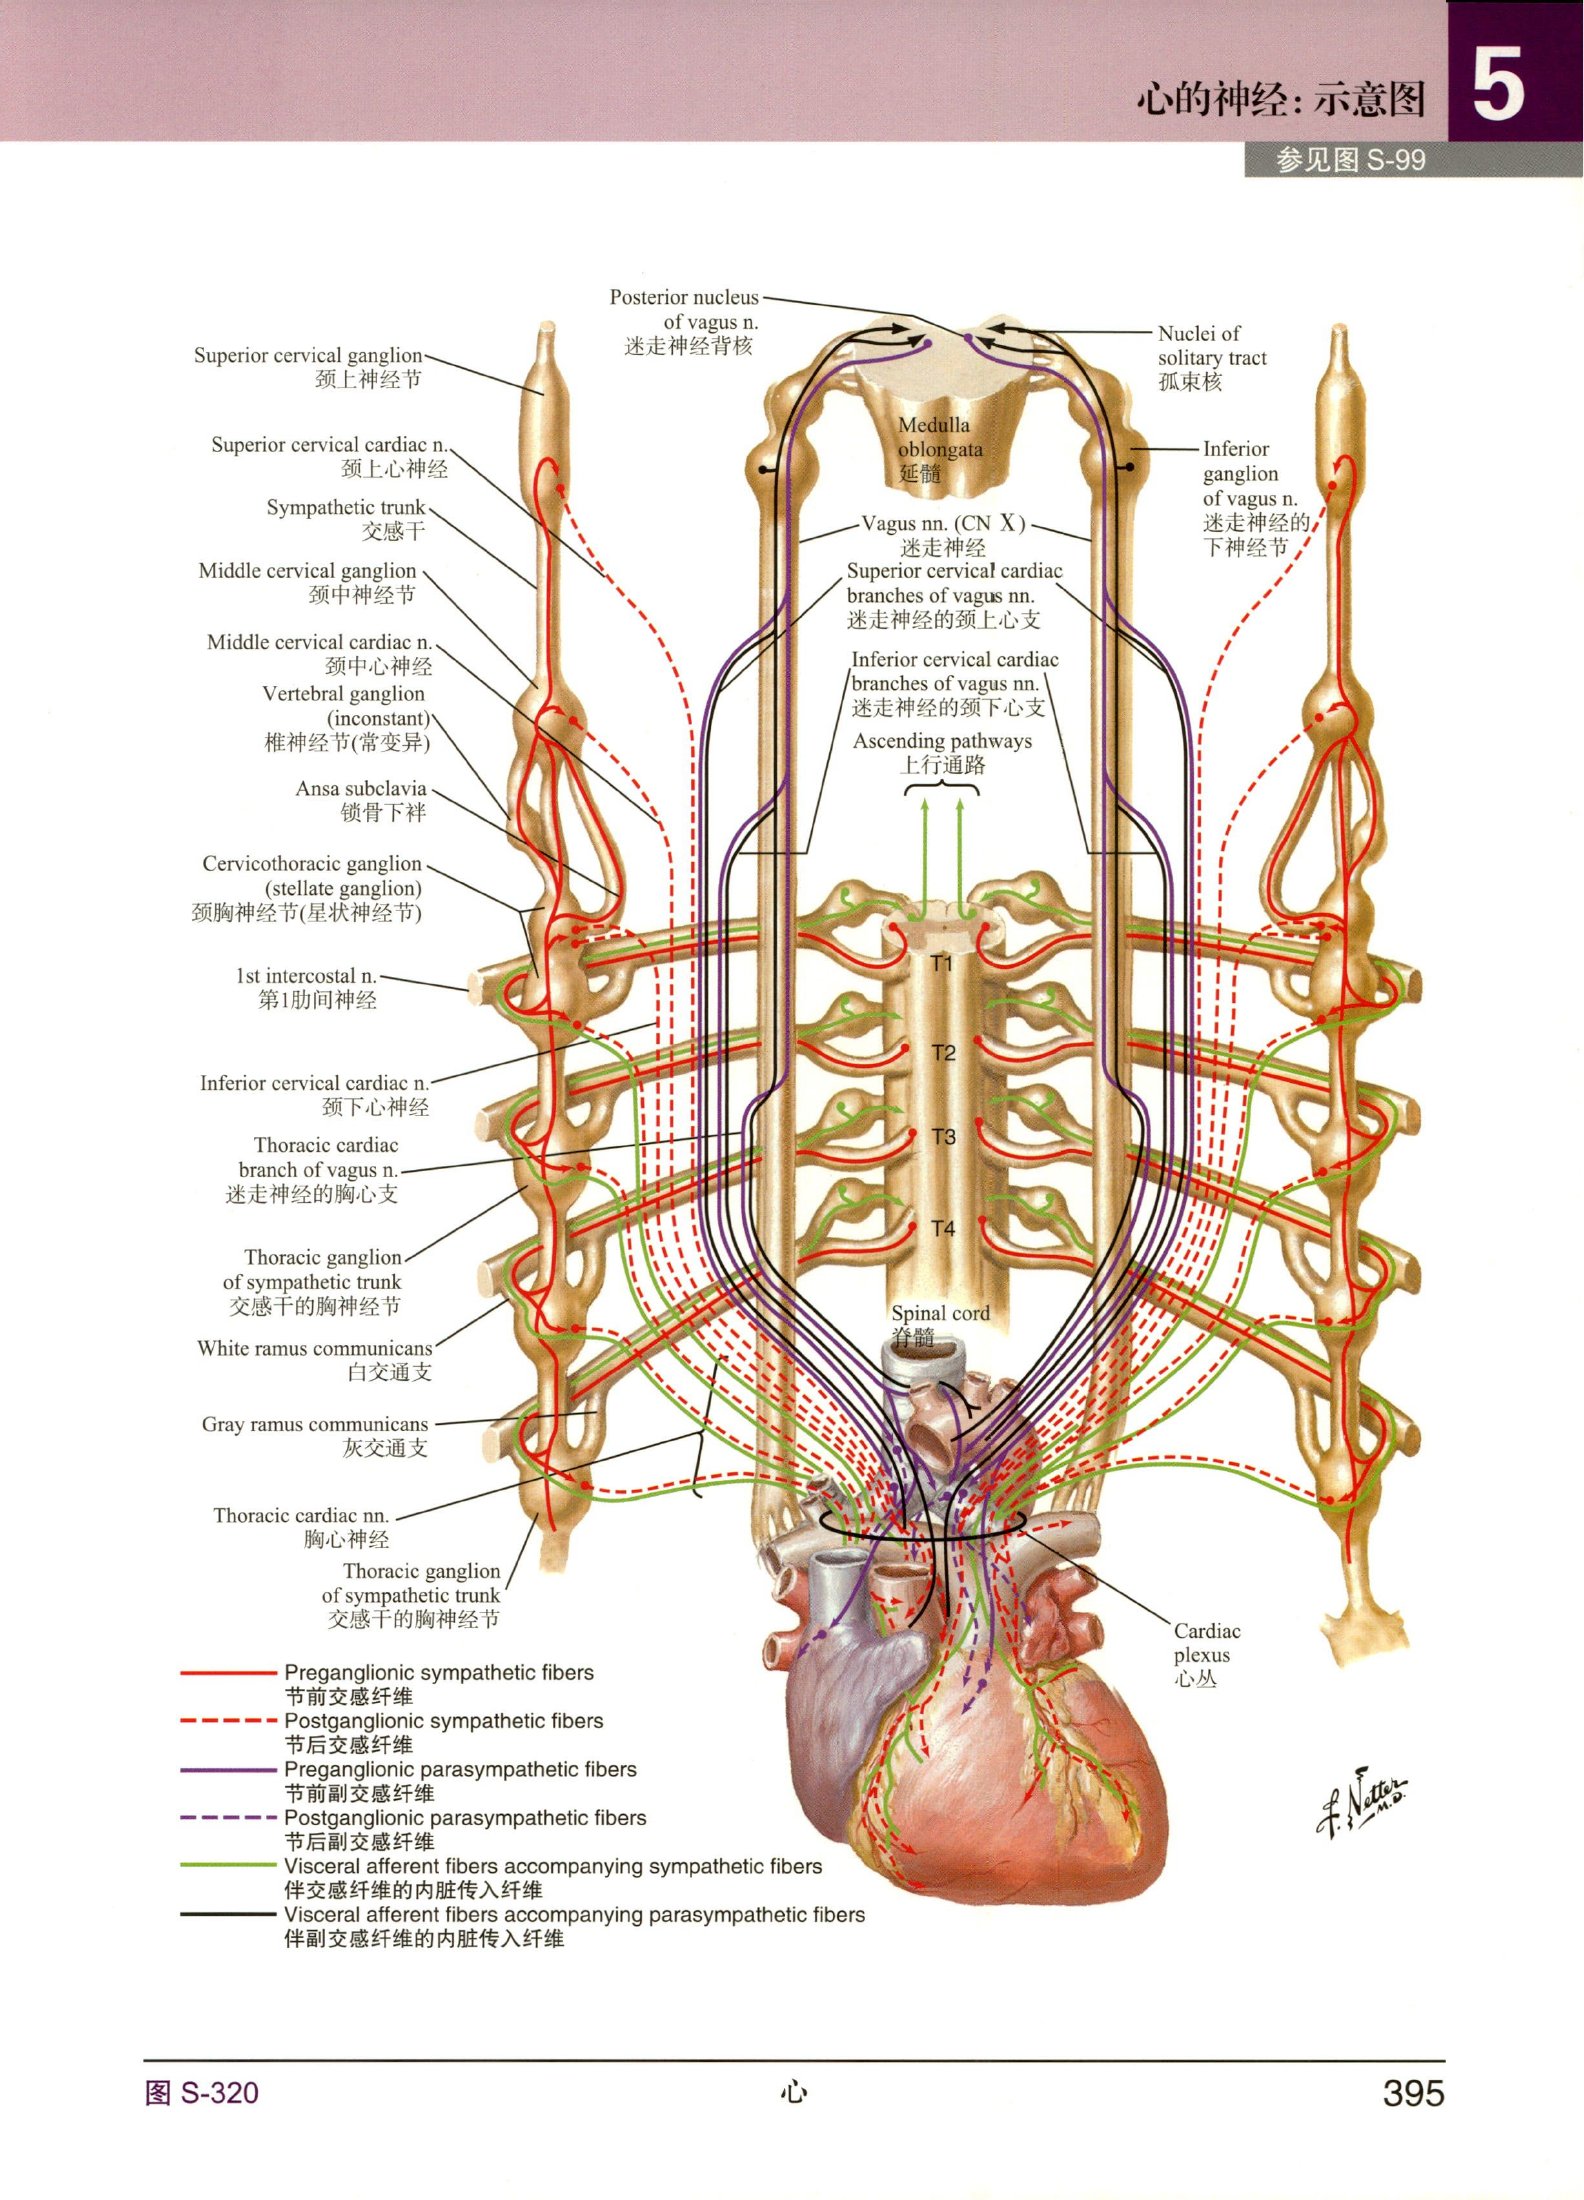 心的神经：示意图
5
参见图 S-99
Posterior nucleus
of vagus n.
迷走神经背核
Nuclei of
solitary tract
孤束核
Superior cervical ganglion
颈上神经节
Medulla
oblongata
延髓
Superior cervical cardiac n.
颈上心神经
Inferior
ganglion
of vagus n.
迷走神经的
下神经节
Sympathetic trunk
交感干
Vagus nn. (CN X)
迷走神经
Middle cervical ganglion
颈中神经节
Superior cervical cardiac
branches of vagus nn.
迷走神经的颈上心支
Middle cervical cardiac n.
颈中心神经
Inferior cervical cardiac
branches of vagus nn.
迷走神经的颈下心支
Vertebral ganglion
(inconstant)
椎神经节(常变异)
Ascending pathways
上行通路
Ansa subclavia
锁骨下袢
Cervicothoracic ganglion
(stellate ganglion)
颈胸神经节(星状神经节)
T1
1st intercostal n.
第1肋间神经
T2
Inferior cervical cardiac n.
颈下心神经
T3
Thoracic cardiac
branch of vagus n.
迷走神经的胸心支
T4
Thoracic ganglion
of sympathetic trunk
交感干的胸神经节
Spinal cord
脊髓
White ramus communicans
白交通支
Gray ramus communicans
灰交通支
Thoracic cardiac nn.
胸心神经
Thoracic ganglion
of sympathetic trunk
交感干的胸神经节
Cardiac
plexus
心丛
Preganglionic sympathetic fibers
节前交感纤维
Postganglionic sympathetic fibers
节后交感纤维
Preganglionic parasympathetic fibers
节前副交感纤维
Postganglionic parasympathetic fibers
节后副交感纤维
Visceral afferent fibers accompanying sympathetic fibers
伴交感纤维的内脏传入纤维
Visceral afferent fibers accompanying parasympathetic fibers
伴副交感纤维的内脏传入纤维
F. Netter
M.D.
图 S-320
心
395